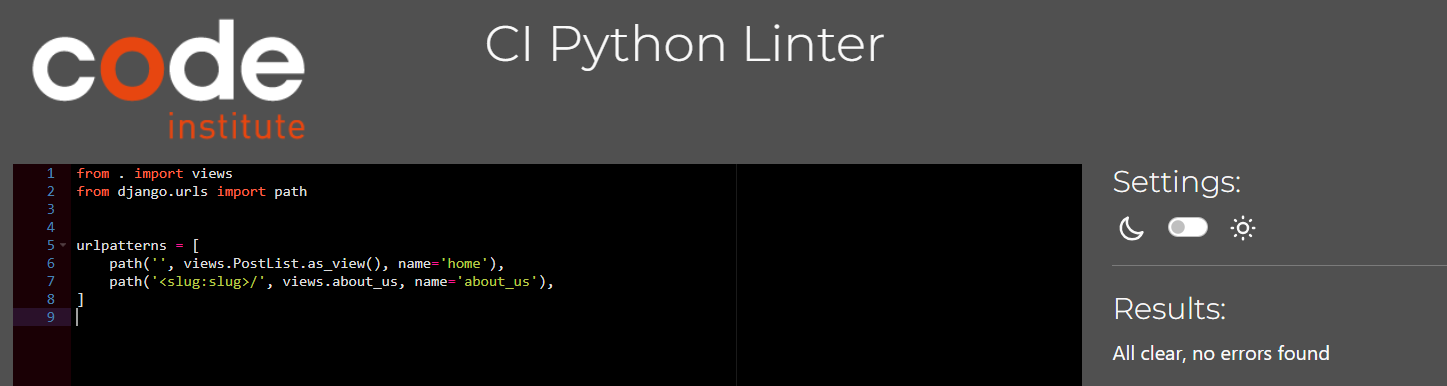 code
institute
CI Python Linter
1 from . import views
2 from django.urls import path
3
4
5 urlpatterns = [
6     path('', views.PostList.as_view(), name='home'),
7     path('<slug:slug>/', views.about_us, name='about_us'),
8 ]
9
Settings:
Results:
All clear, no errors found